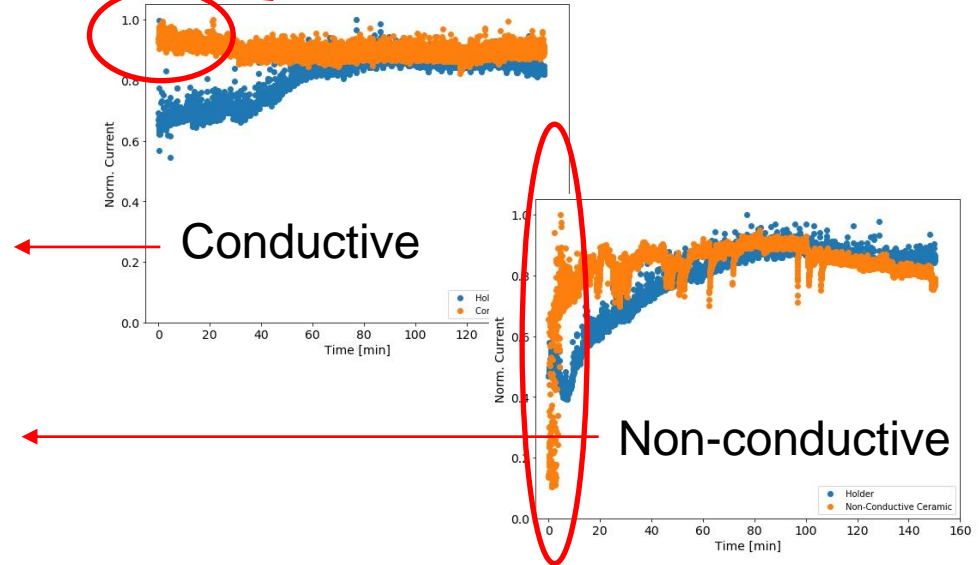 1.0
0.8
0.6
0.4
0.2
0.0
Norm. Current
0 20 40 60 80 100 120
Time [min]
Conductive
1.0
0.8
0.6
0.4
0.2
0.0
Norm. Current
0 20 40 60 80 100 120 140 160
Time [min]
Holder
Non-Conductive Ceramic
Non-conductive